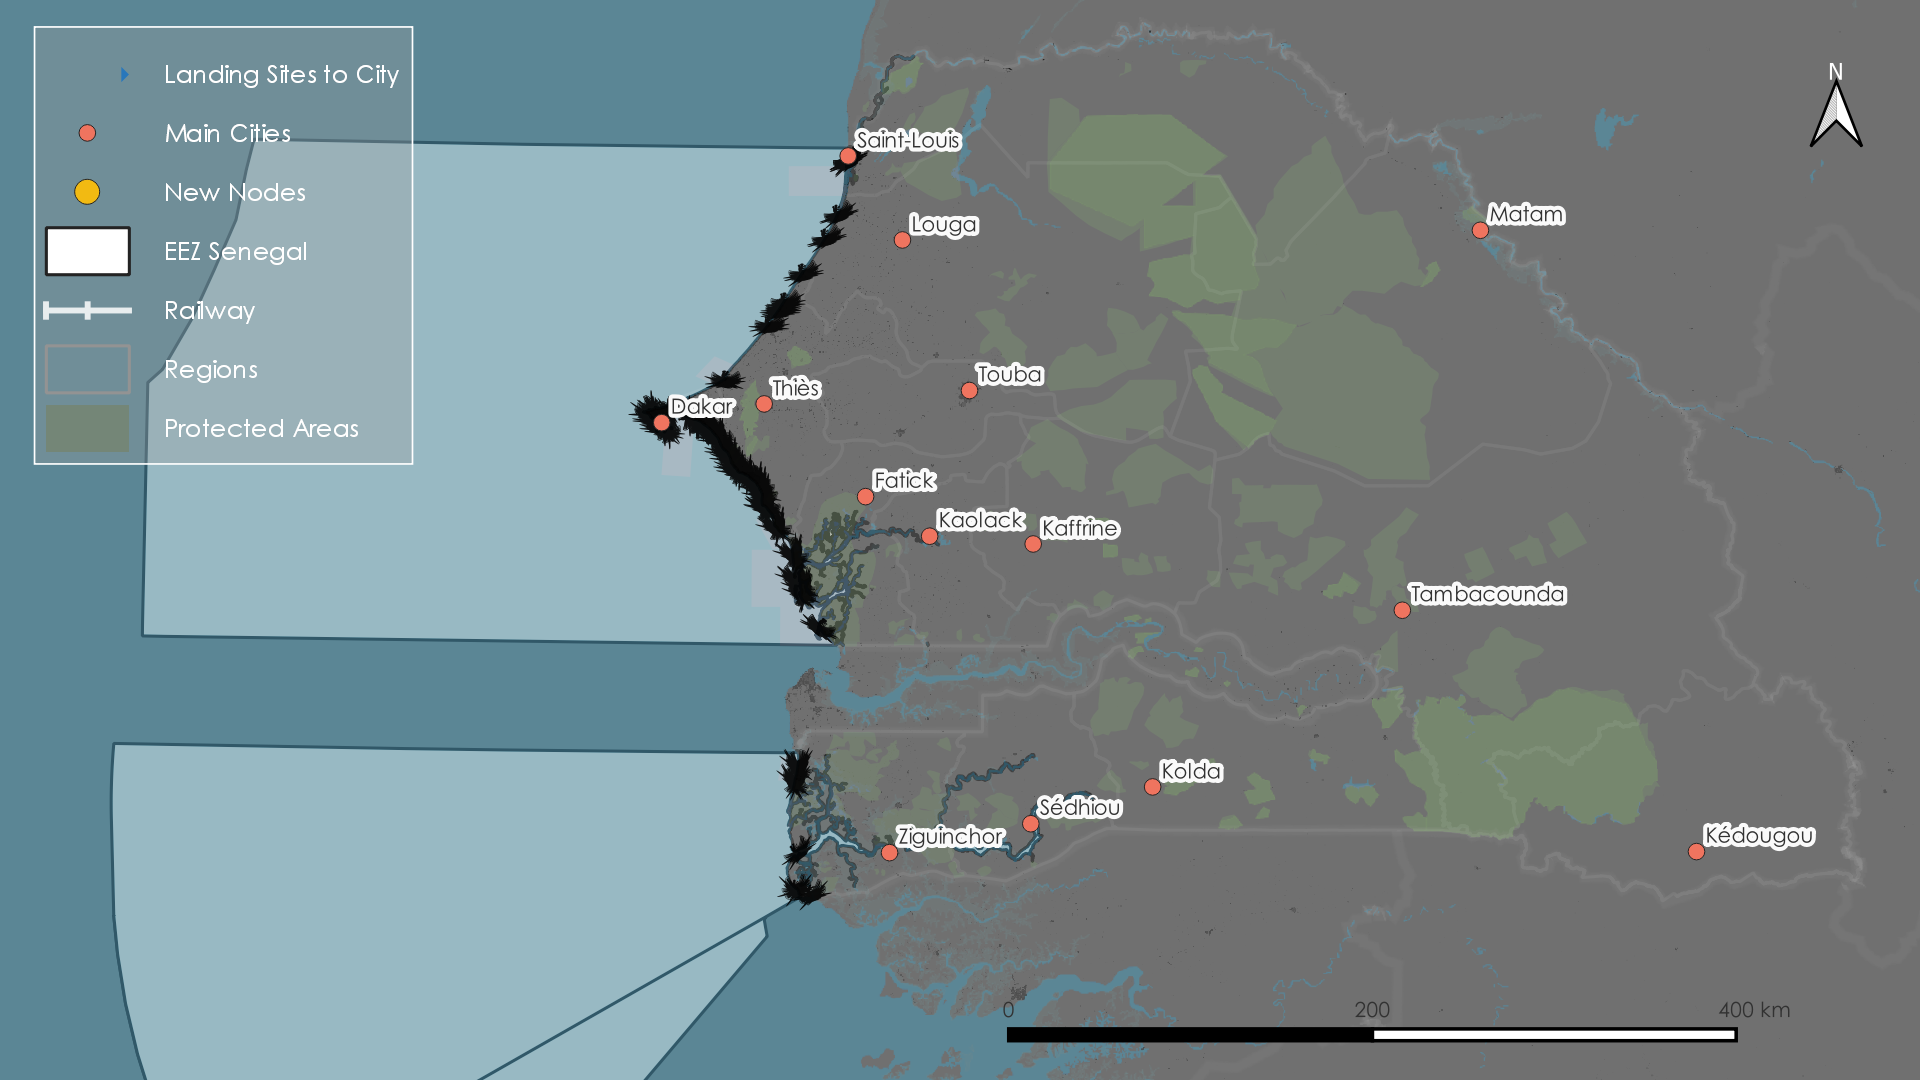 Landing Sites to City
Main Cities
New Nodes
EEZ Senegal
Railway
Regions
Protected Areas
N
Saint-Louis
Louga
Matam
Touba
Thiès
Dakar
Fatick
Kaolack
Kaffrine
Tambacounda
Kolda
Sédhiou
Ziguinchor
Kédougou
0 200 400 km